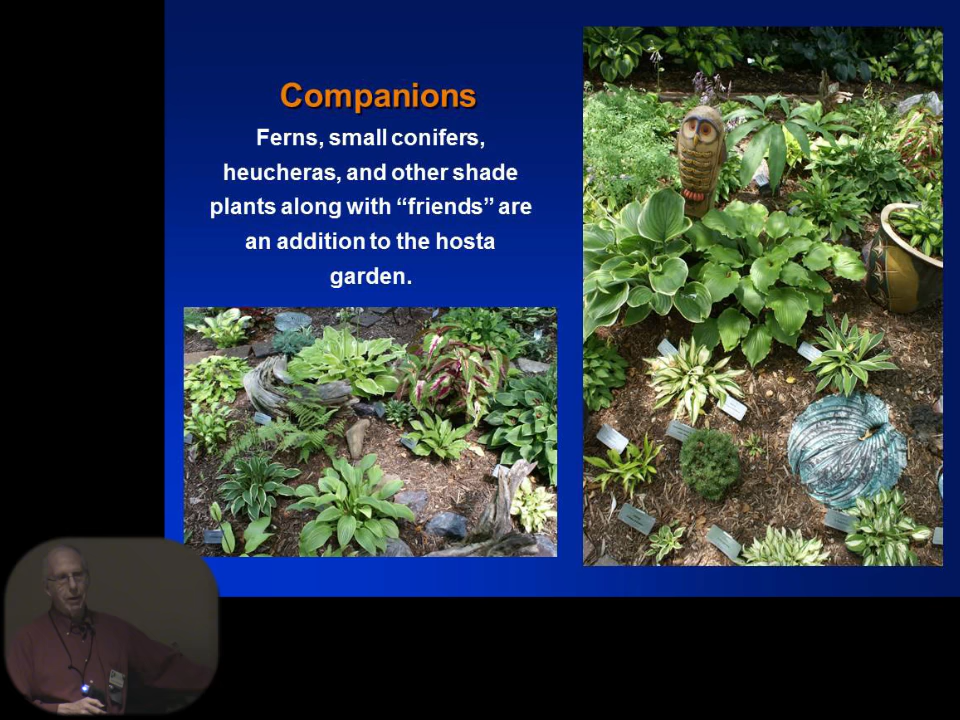 Companions
Ferns, small conifers,
heucheras, and other shade
plants along with “friends” are
an addition to the hosta
garden.